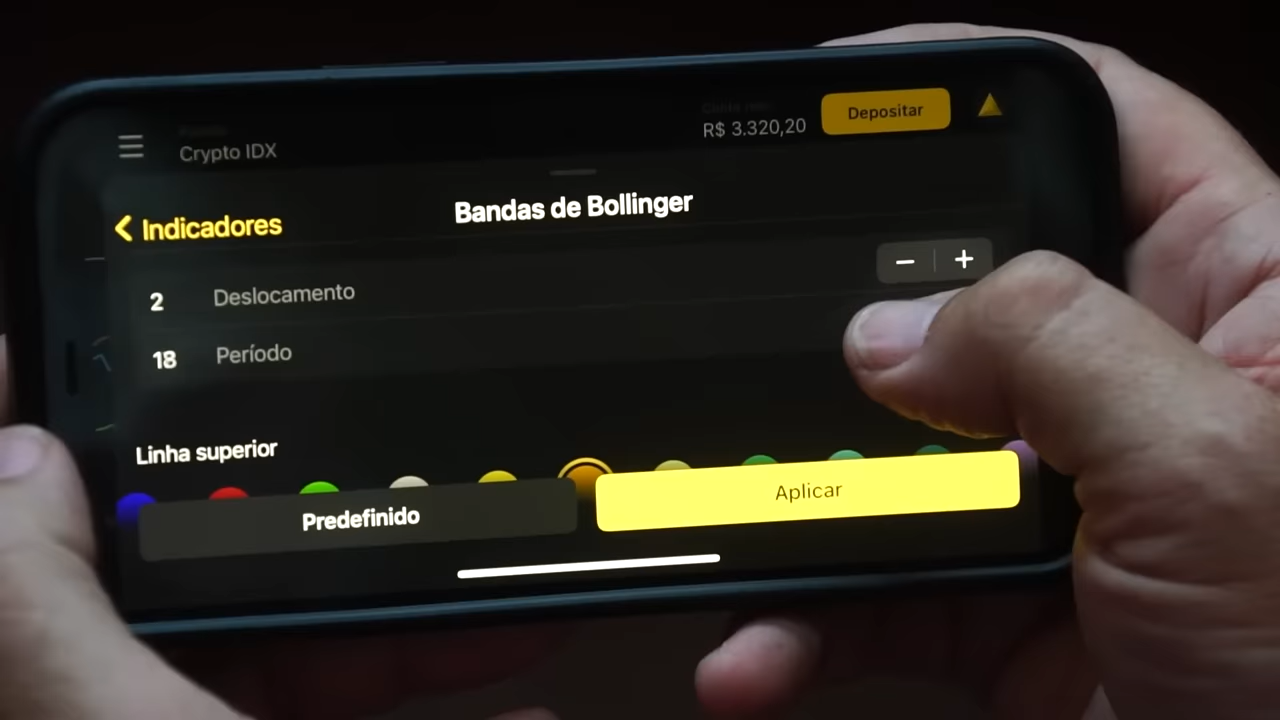 Crypto IDX
R$ 3.320,20
Depositar
Indicadores
Bandas de Bollinger
2 Deslocamento
− +
18 Período
Linha superior
Predefinido
Aplicar